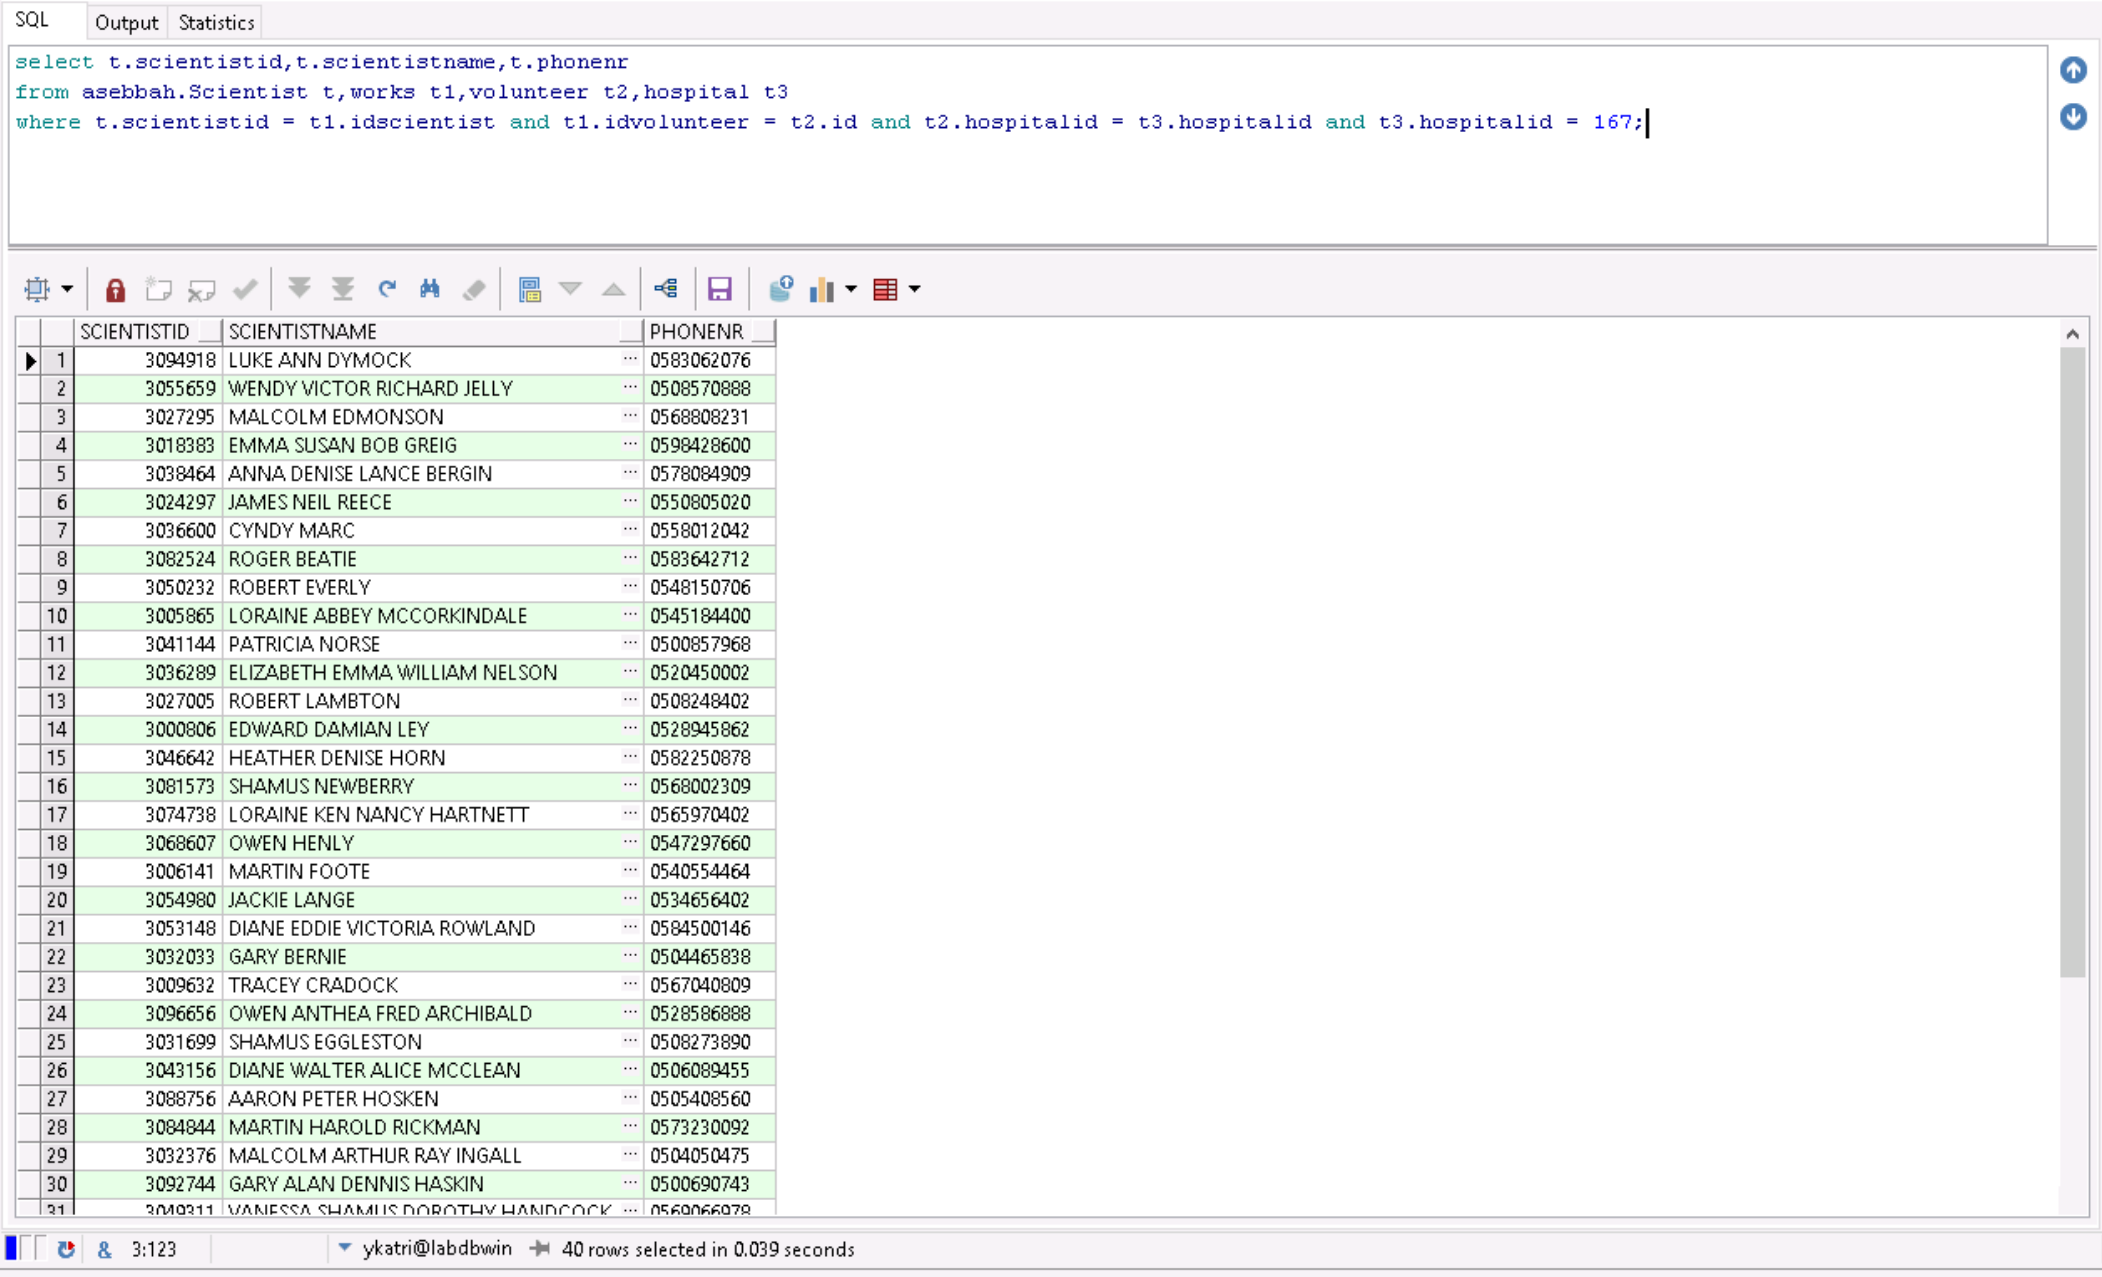 SQL Output Statistics
select t.scientistid,t.scientistname,t.phonenr
from asebbah.Scientist t,works t1,volunteer t2,hospital t3
where t.scientistid = t1.idscientist and t1.idvolunteer = t2.id and t2.hospitalid = t3.hospitalid and t3.hospitalid = 167;
SCIENTISTID SCIENTISTNAME PHONENR
1 3094918 LUKE ANN DYMOCK ... 0583062076
2 3055659 WENDY VICTOR RICHARD JELLY ... 0508570888
3 3027295 MALCOLM EDMONSON ... 0568808231
4 3018383 EMMA SUSAN BOB GREIG ... 0598428600
5 3038464 ANNA DENISE LANCE BERGIN ... 0578084909
6 3024297 JAMES NEIL REECE ... 0550805020
7 3036600 CYNDY MARC ... 0558012042
8 3082524 ROGER BEATIE ... 0583642712
9 3050232 ROBERT EVERLY ... 0548150706
10 3005865 LORAINE ABBEY MCCORKINDALE ... 0545184400
11 3041144 PATRICIA NORSE ... 0500857968
12 3036289 ELIZABETH EMMA WILLIAM NELSON ... 0520450002
13 3027005 ROBERT LAMBTON ... 0508248402
14 3000806 EDWARD DAMIAN LEY ... 0528945862
15 3046642 HEATHER DENISE HORN ... 0582250878
16 3081573 SHAMUS NEWBERRY ... 0568002309
17 3074738 LORAINE KEN NANCY HARTNETT ... 0565970402
18 3068607 OWEN HENLY ... 0547297660
19 3006141 MARTIN FOOTE ... 0540554464
20 3054980 JACKIE LANGE ... 0534656402
21 3053148 DIANE EDDIE VICTORIA ROWLAND ... 0584500146
22 3032033 GARY BERNIE ... 0504465838
23 3009632 TRACEY CRADOCK ... 0567040809
24 3096656 OWEN ANTHEA FRED ARCHIBALD ... 0528586888
25 3031699 SHAMUS EGGLESTON ... 0508273890
26 3043156 DIANE WALTER ALICE MCCLEAN ... 0506089455
27 3088756 AARON PETER HOSKEN ... 0505408560
28 3084844 MARTIN HAROLD RICKMAN ... 0573230092
29 3032376 MALCOLM ARTHUR RAY INGALL ... 0504050475
30 3092744 GARY ALAN DENNIS HASKIN ... 0500690743
31 3049311 VANESSA SHAMUS DOROTHY HANDCOCK ... 0569066978
& 3:123 ykatri@labdbwin 40 rows selected in 0.039 seconds